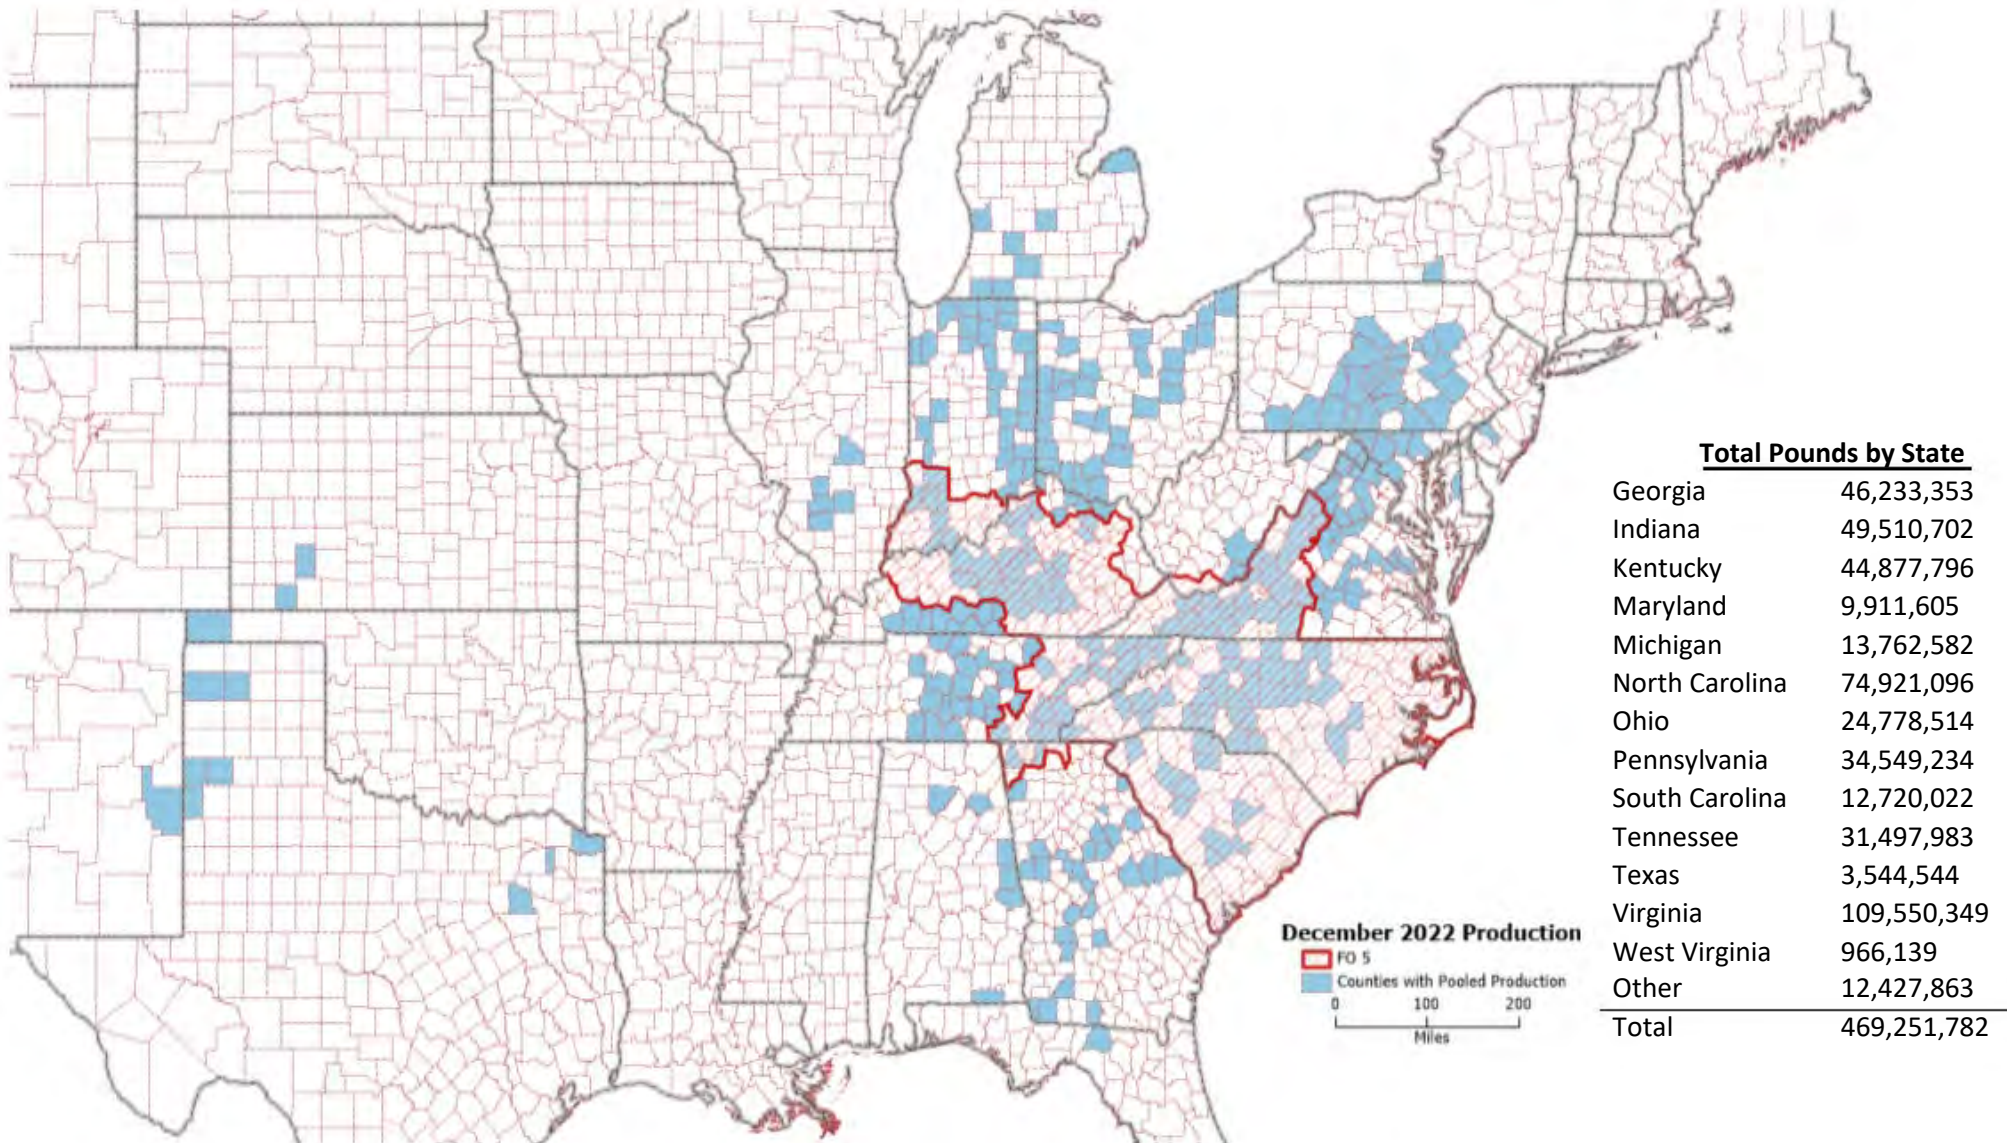 Total Pounds by State
Georgia 46,233,353
Indiana 49,510,702
Kentucky 44,877,796
Maryland 9,911,605
Michigan 13,762,582
North Carolina 74,921,096
Ohio 24,778,514
Pennsylvania 34,549,234
South Carolina 12,720,022
Tennessee 31,497,983
Texas 3,544,544
Virginia 109,550,349
West Virginia 966,139
Other 12,427,863
Total 469,251,782
December 2022 Production
FO 5
Counties with Pooled Production
0 100 200
Miles